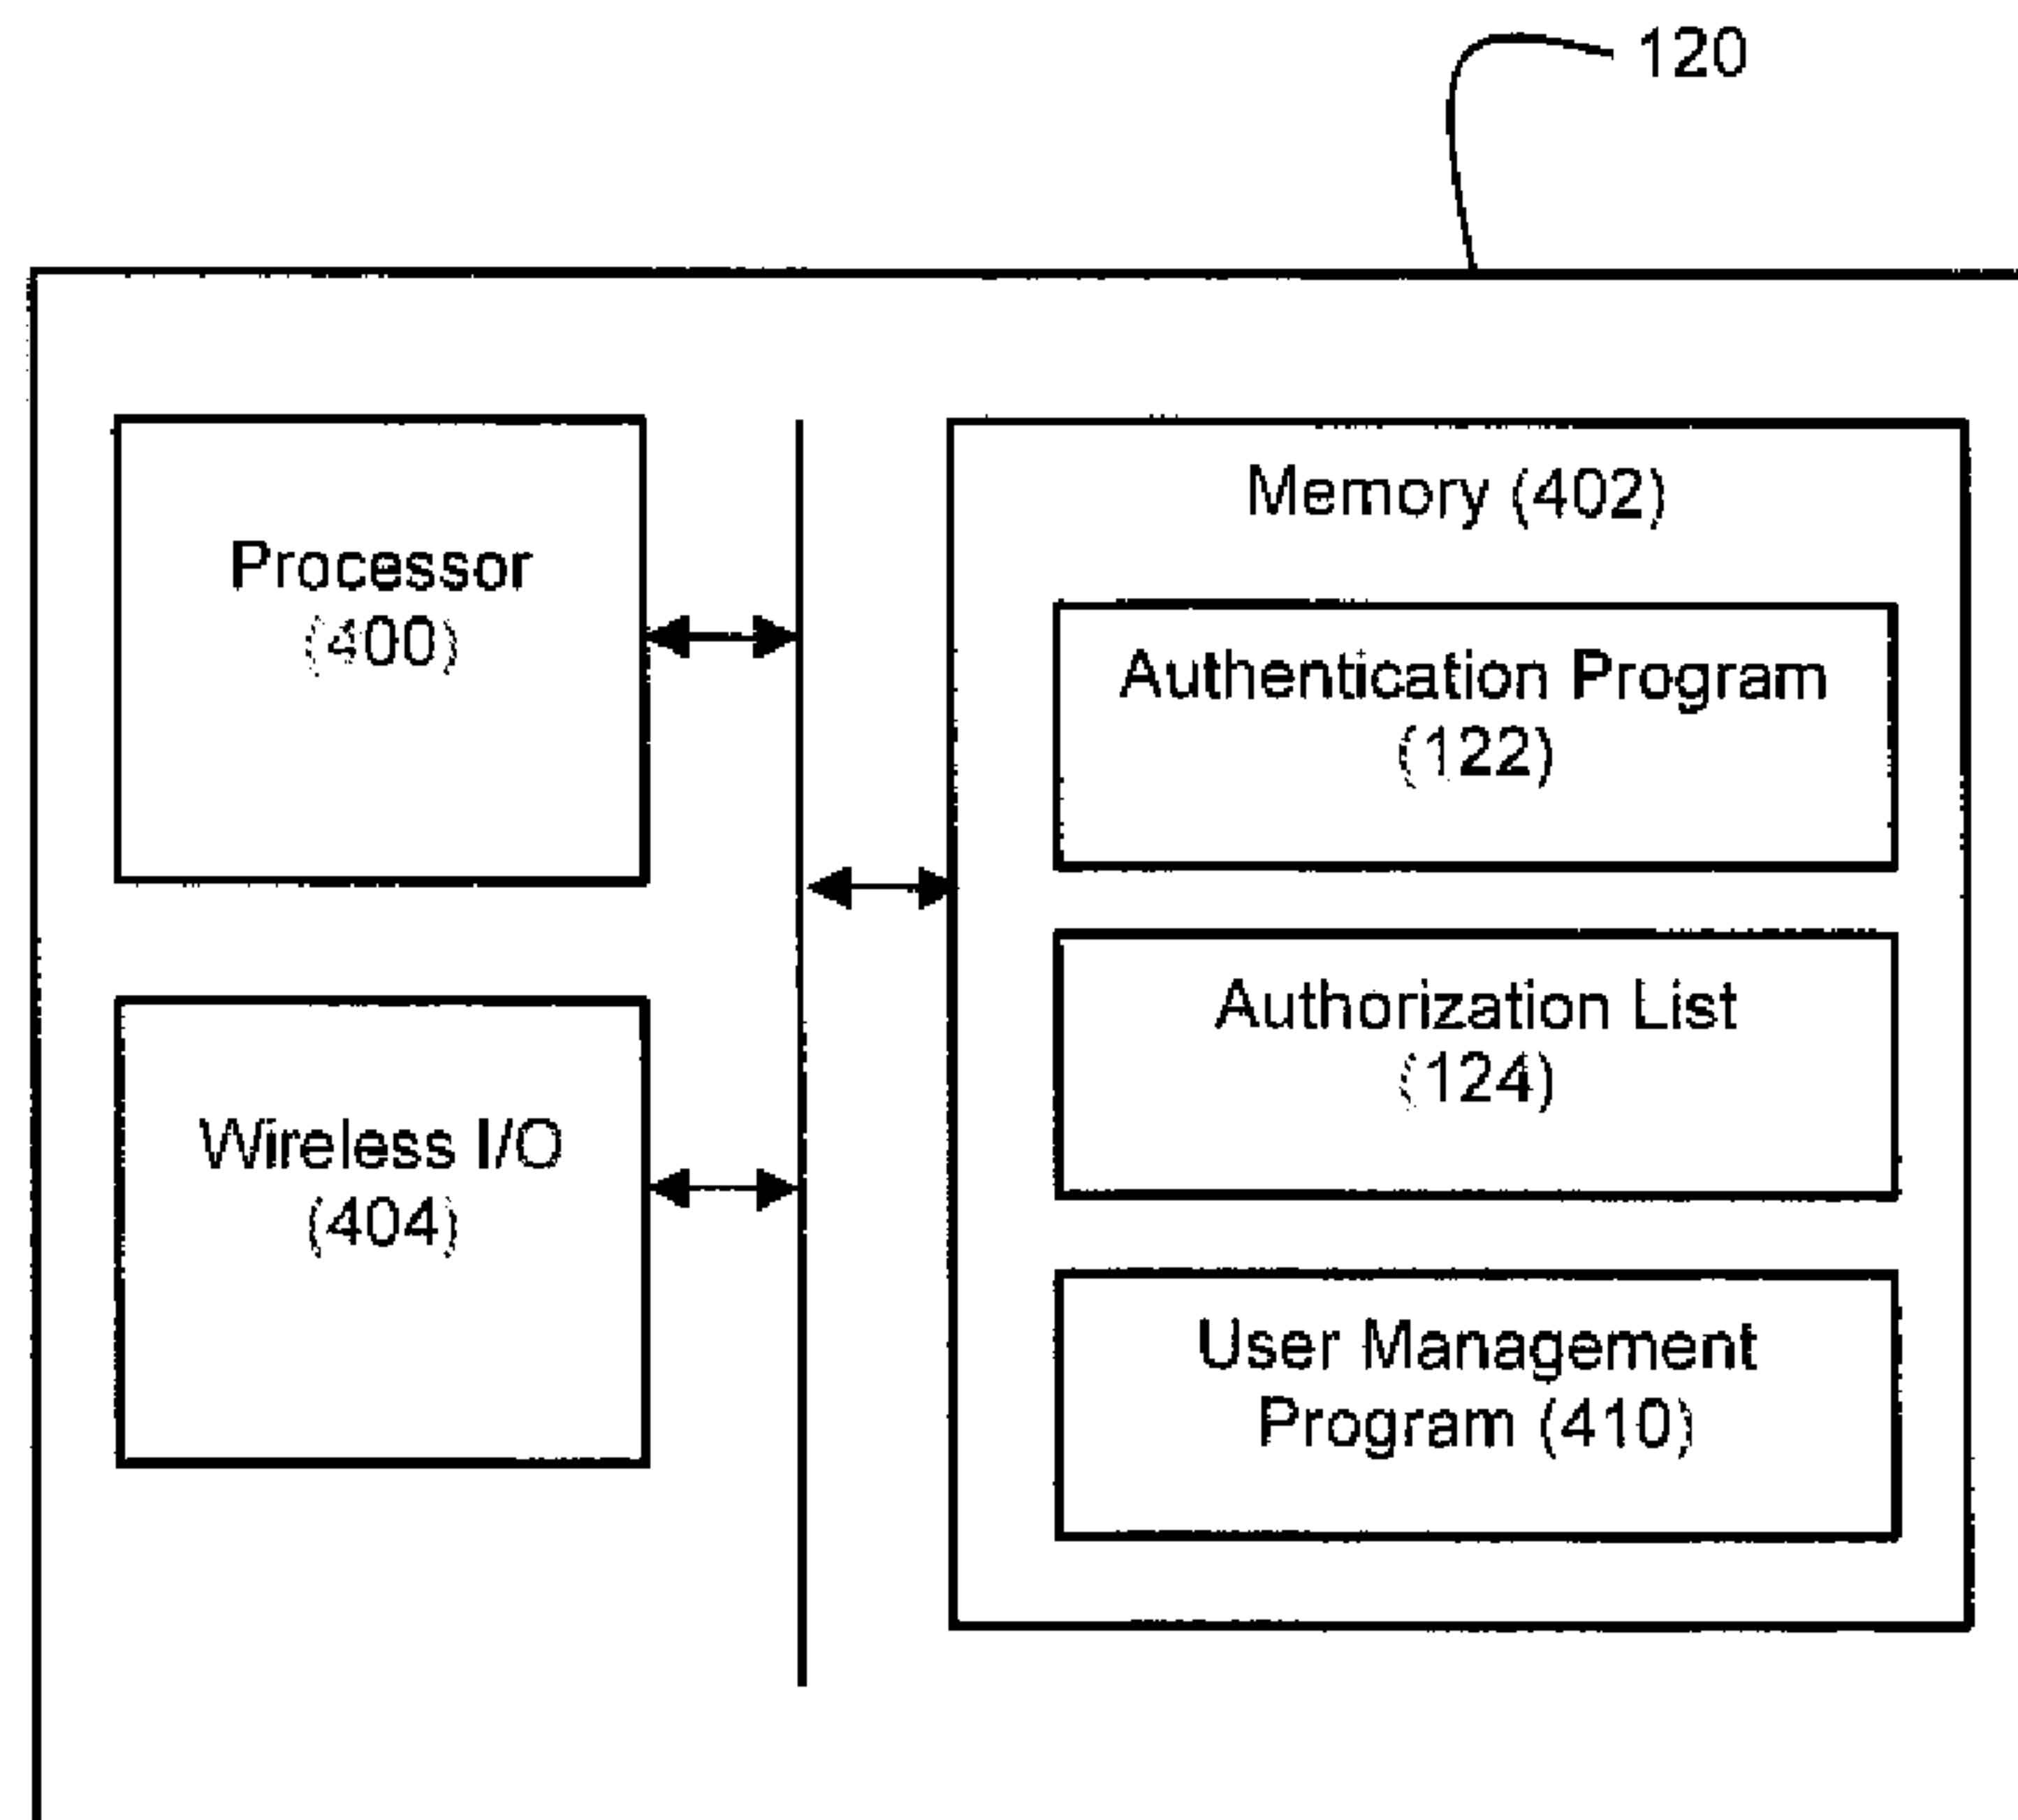 120
Processor
(400)
Memory (402)
Authentication Program
(122)
Authorization List
(124)
Wireless I/O
(404)
User Management
Program (410)